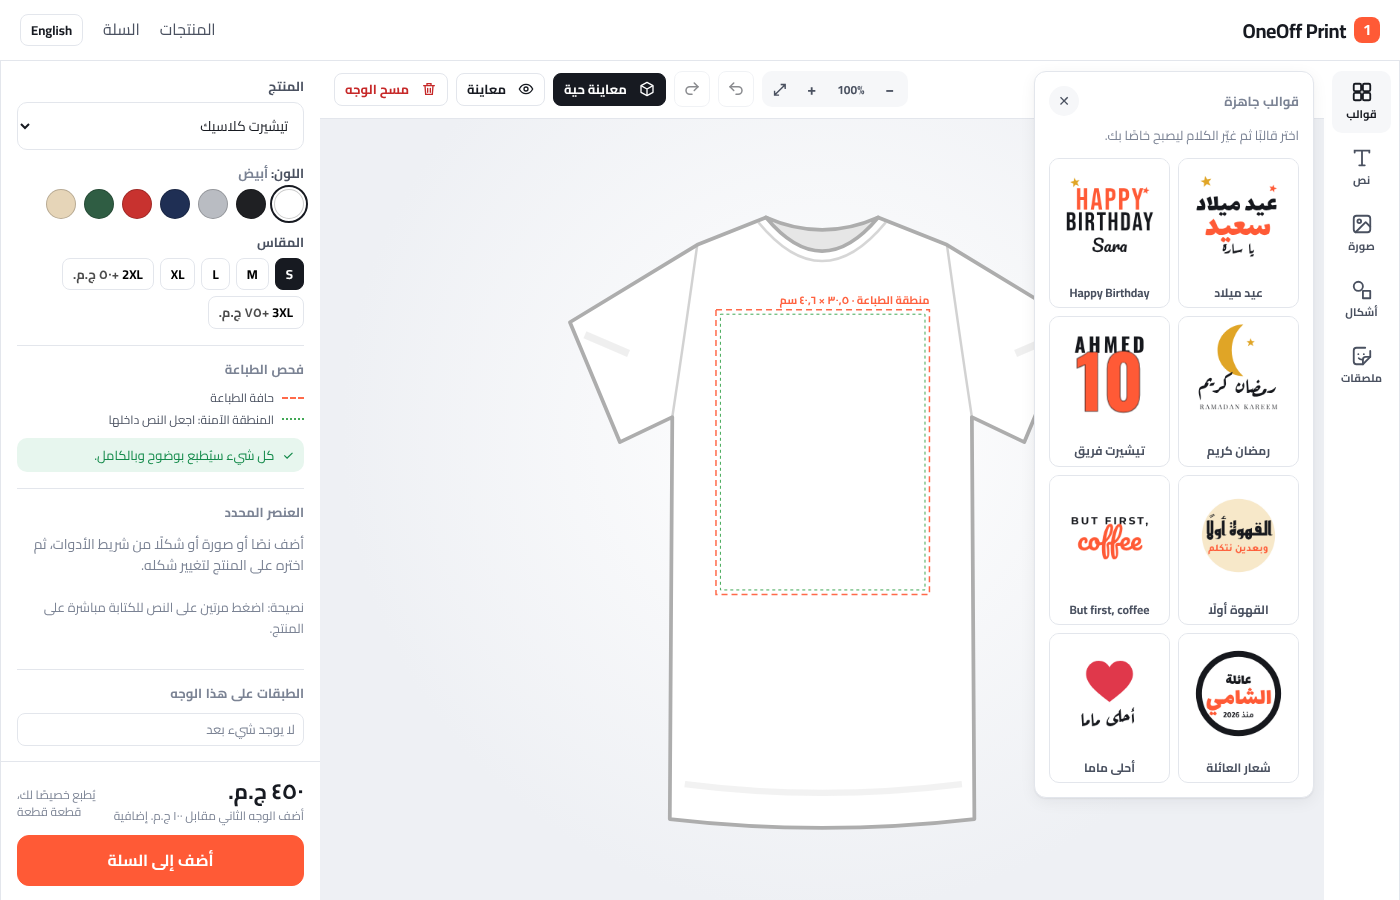 1 OneOff Print
المنتجات
السلة
English
قوالب
نص
صورة
أشكال
ملصقات
قوالب جاهزة
اختر قالبًا ثم غيّر الكلام ليصبح خاصًا بك.
عيد ميلاد
سعيد
يا سارة
عيد ميلاد
HAPPY
BIRTHDAY
Sara
Happy Birthday
رمضان كريم
RAMADAN KAREEM
رمضان كريم
AHMED
10
تيشيرت فريق
القهوة أولًا
وبعدين نتكلم
القهوة أولًا
BUT FIRST,
coffee
But first, coffee
عائلة
الشامي
منذ 2026
شعار العائلة
أحلى ماما
أحلى ماما
100%
معاينة حية
معاينة
مسح الوجه
منطقة الطباعة · ٣٠٫٥ × ٤٠٫٦ سم
المنتج
تيشيرت كلاسيك
اللون: أبيض
المقاس
S
M
L
XL
2XL +٥٠ ج.م.
3XL +٧٥ ج.م.
فحص الطباعة
حافة الطباعة
المنطقة الآمنة: اجعل النص داخلها
كل شيء سيُطبع بوضوح وبالكامل.
العنصر المحدد
أضف نصًا أو صورة أو شكلًا من شريط الأدوات، ثم
اختره على المنتج لتغيير شكله.
نصيحة: اضغط مرتين على النص للكتابة مباشرة على
المنتج.
الطبقات على هذا الوجه
لا يوجد شيء بعد
٤٥٠ ج.م.
أضف الوجه الثاني مقابل ١٠٠ ج.م. إضافية
يُطبع خصيصًا لك،
قطعة قطعة
أضف إلى السلة